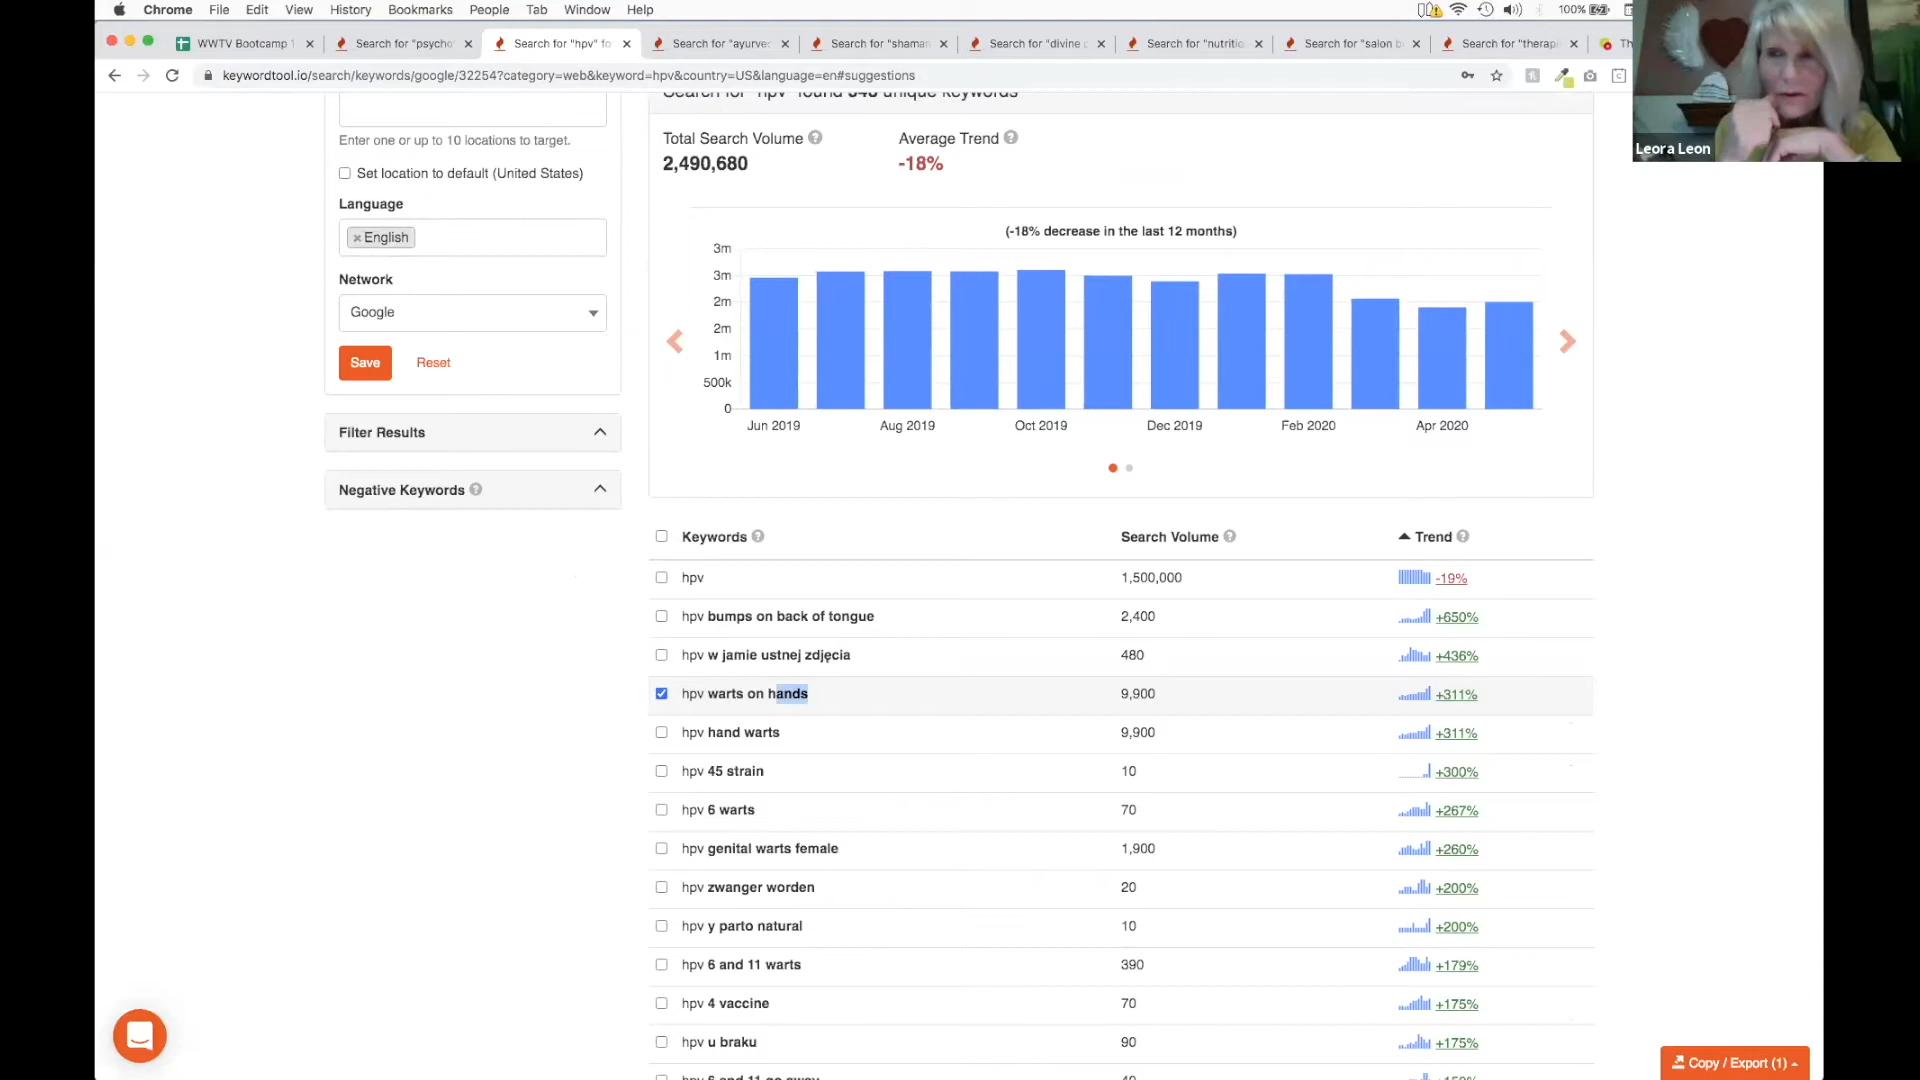 Chrome File Edit View History Bookmarks People Tab Window Help 100%
WWTV Bootcamp Search for "psycho Search for "hpv" fo Search for "ayurve Search for "shaman Search for "divine Search for "nutritio Search for "salon b Search for "therapi Th
keywordtool.io/search/keywords/google/32254?category=web&keyword=hpv&country=US&language=en#suggestions
Leora Leon
Search for "hpv" found 343 unique keywords
Enter one or up to 10 locations to target.
Set location to default (United States)
Language
× English
Network
Google
Save Reset
Filter Results
Negative Keywords ?
Total Search Volume ? Average Trend ?
2,490,680 -18%
(-18% decrease in the last 12 months)
3m
3m
2m
2m
1m
500k
0
Jun 2019 Aug 2019 Oct 2019 Dec 2019 Feb 2020 Apr 2020
Keywords ? Search Volume ? Trend ?
hpv 1,500,000 -19%
hpv bumps on back of tongue 2,400 +650%
hpv w jamie ustnej zdjęcia 480 +436%
hpv warts on hands 9,900 +311%
hpv hand warts 9,900 +311%
hpv 45 strain 10 +300%
hpv 6 warts 70 +267%
hpv genital warts female 1,900 +260%
hpv zwanger worden 20 +200%
hpv y parto natural 10 +200%
hpv 6 and 11 warts 390 +179%
hpv 4 vaccine 70 +175%
hpv u braku 90 +175%
Copy / Export (1)